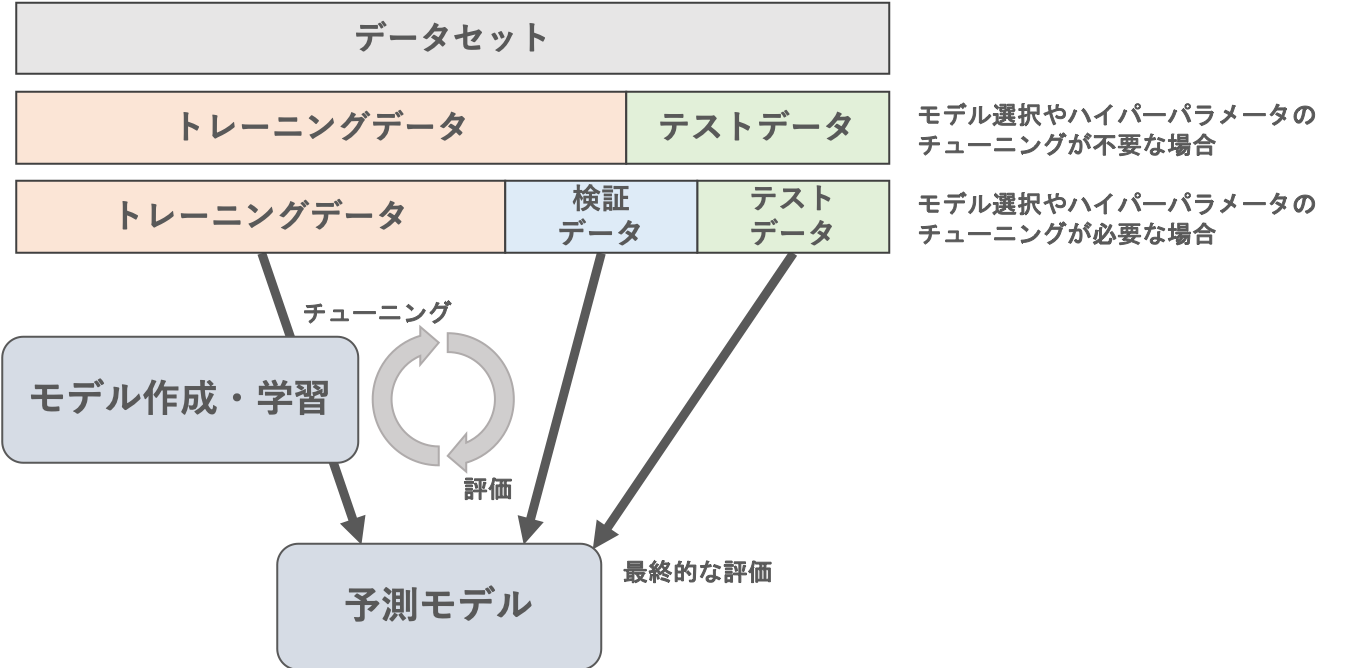 データセット
トレーニングデータ
テストデータ
モデル選択やハイパーパラメータの
チューニングが不要な場合
トレーニングデータ
検証
データ
テスト
データ
モデル選択やハイパーパラメータの
チューニングが必要な場合
チューニング
モデル作成・学習
評価
最終的な評価
予測モデル